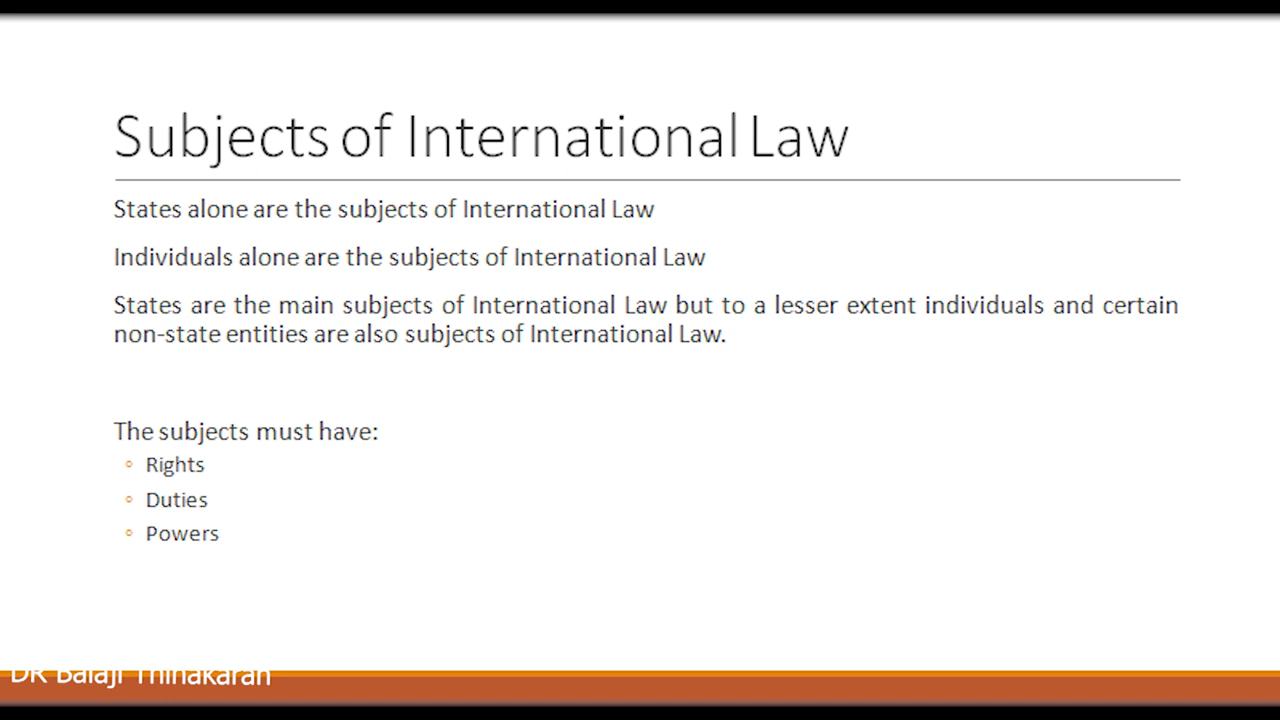 Subjects of International Law
States alone are the subjects of International Law
Individuals alone are the subjects of International Law
States are the main subjects of International Law but to a lesser extent individuals and certain
non-state entities are also subjects of International Law.
The subjects must have:
Rights
Duties
Powers
DR Balaji Thinakaran